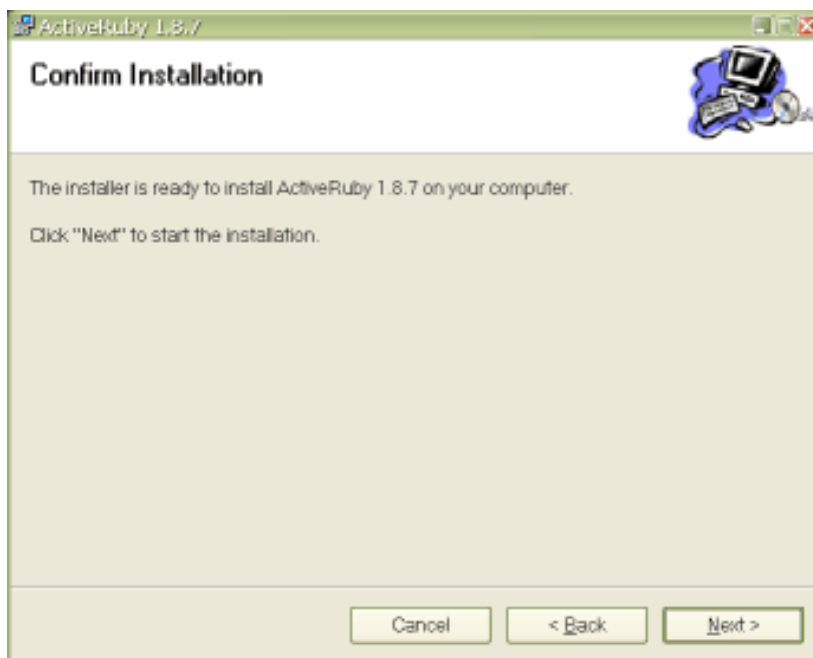 ActiveRuby 1.8.7
Confirm Installation
The installer is ready to install ActiveRuby 1.8.7 on your computer.
Click "Next" to start the installation.
Cancel
< Back
Next >